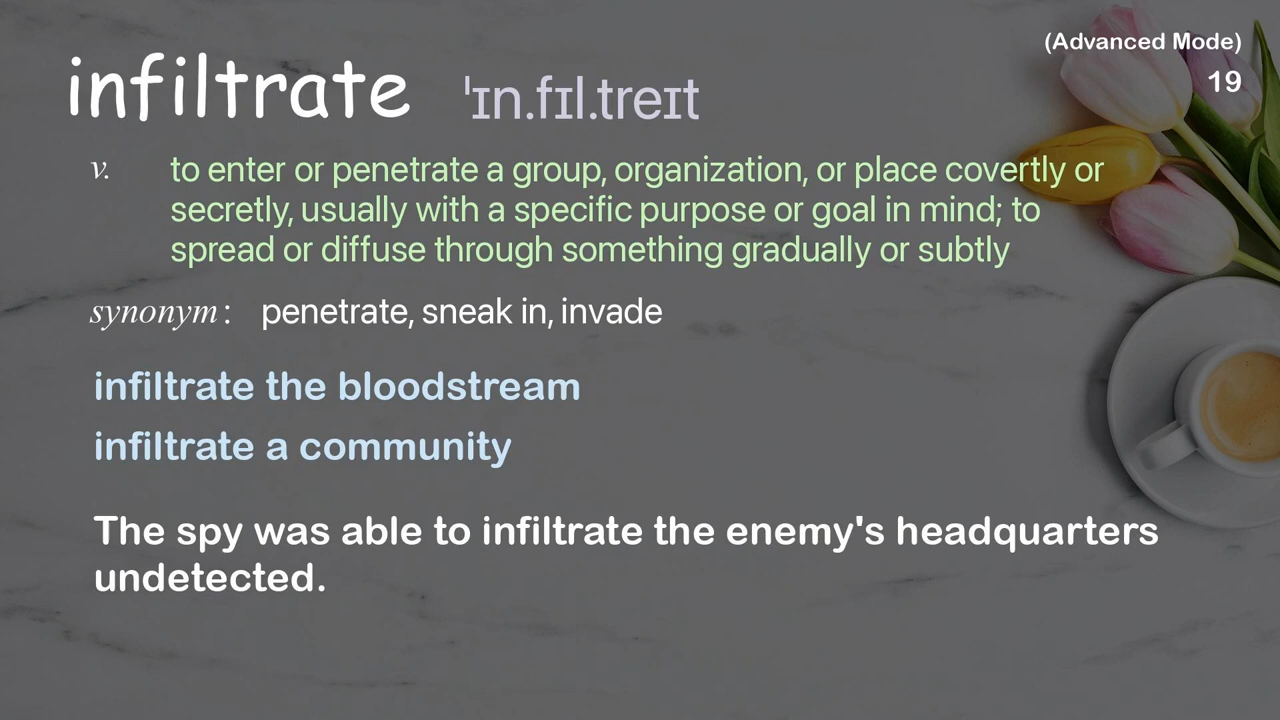 (Advanced Mode)
19
infiltrate ˈɪn.fɪl.treɪt
v. to enter or penetrate a group, organization, or place covertly or
secretly, usually with a specific purpose or goal in mind; to
spread or diffuse through something gradually or subtly
synonym : penetrate, sneak in, invade
infiltrate the bloodstream
infiltrate a community
The spy was able to infiltrate the enemy's headquarters
undetected.